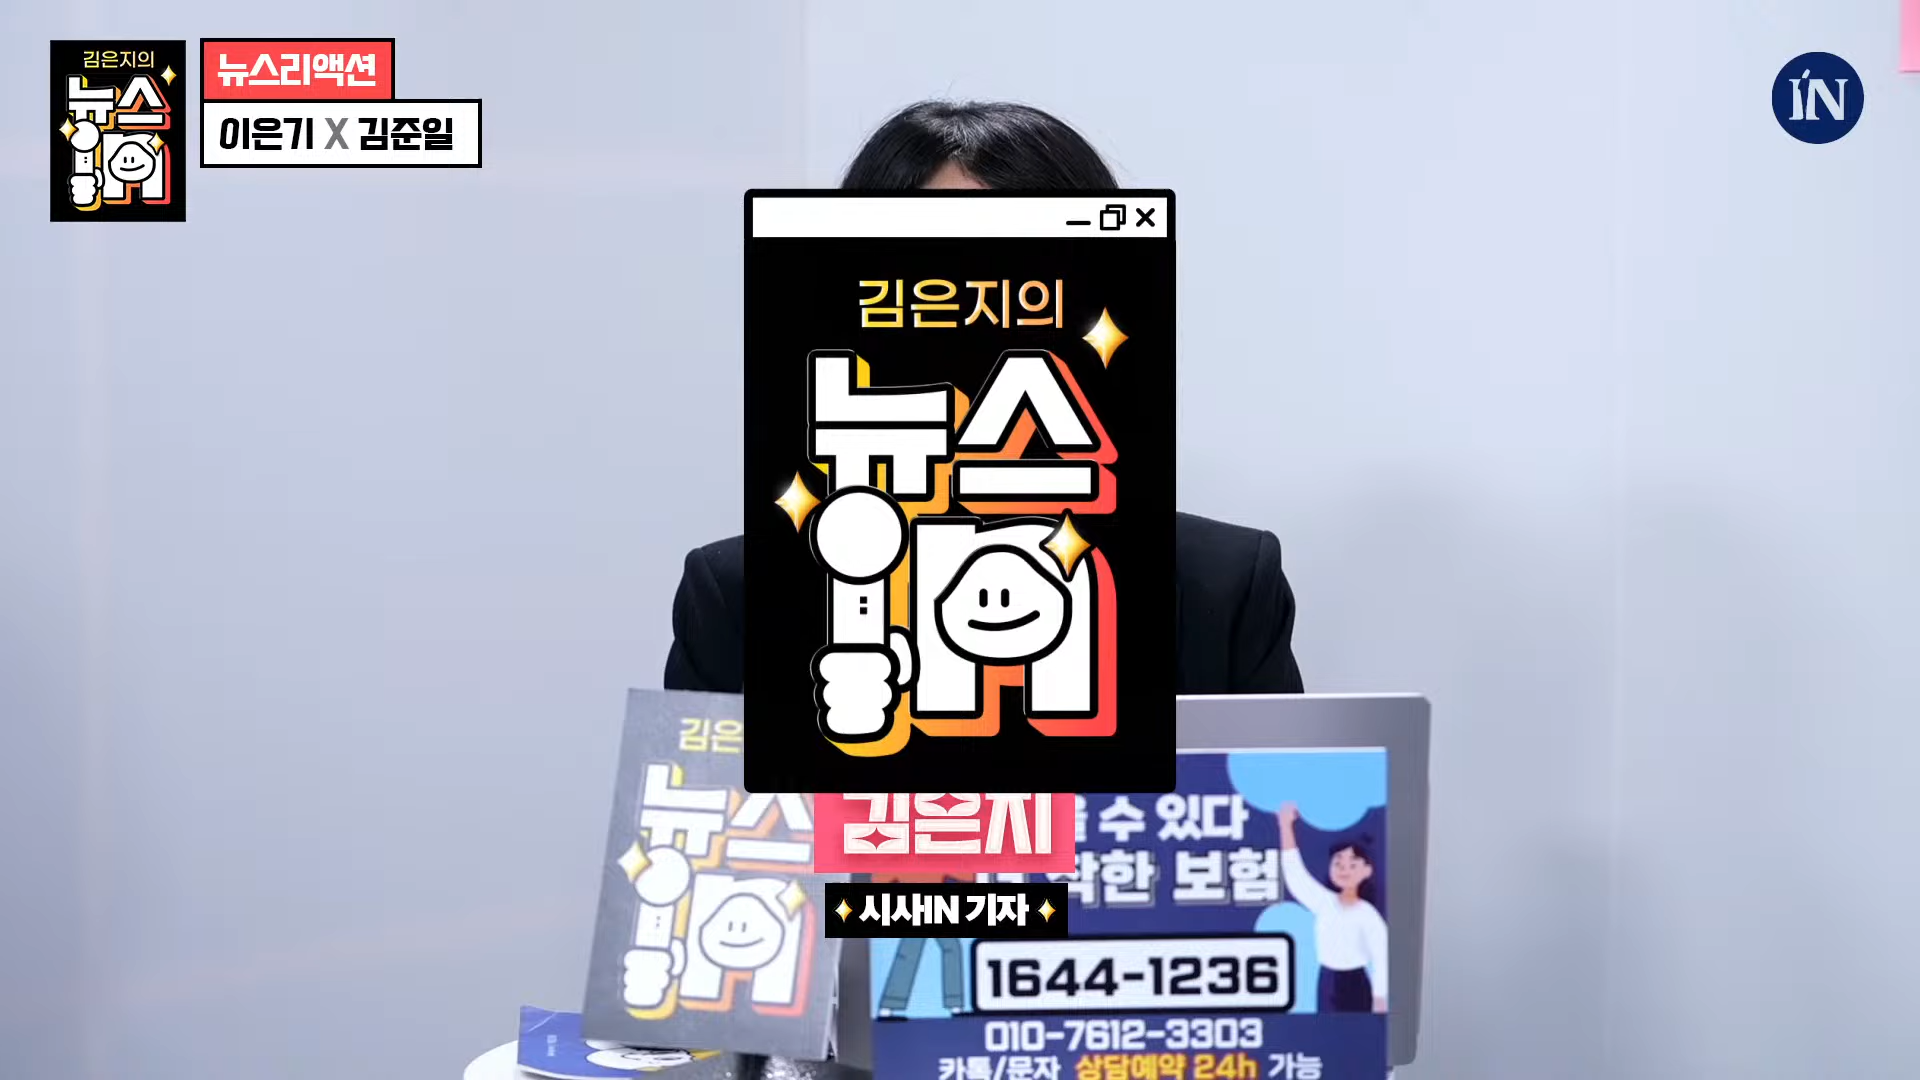 김은지의
뉴스
인
뉴스리액션
이은기 X 김준일
iN
김은지의
뉴스
인
김은지
시사IN 기자
김은
뉴스
수 있다
착한 보험
1644-1236
010-7612-3303
카톡/문자 상담예약 24h 가능